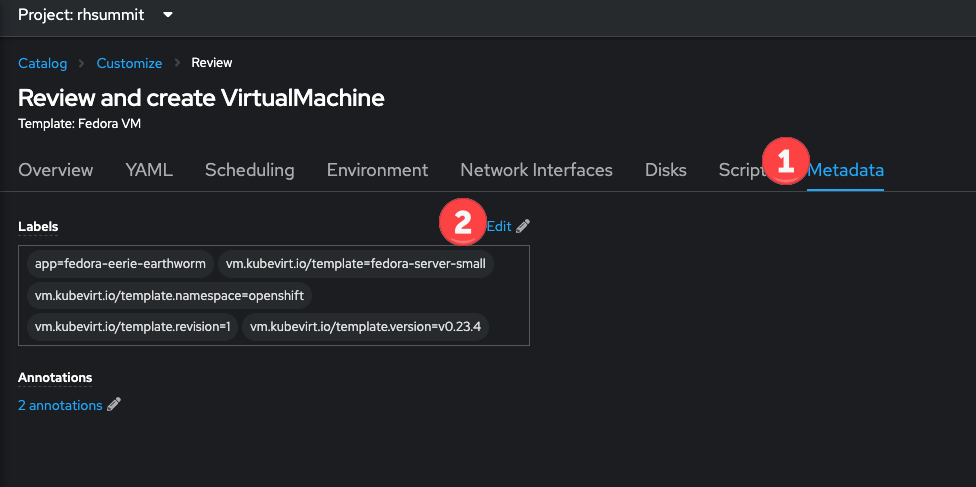 Project: rhsummit
Catalog > Customize > Review
Review and create VirtualMachine
Template: Fedora VM
Overview YAML Scheduling Environment Network Interfaces Disks Script 1 Metadata
Labels 2 Edit
app=fedora-eerie-earthworm vm.kubevirt.io/template=fedora-server-small
vm.kubevirt.io/template.namespace=openshift
vm.kubevirt.io/template.revision=1 vm.kubevirt.io/template.version=v0.23.4
Annotations
2 annotations